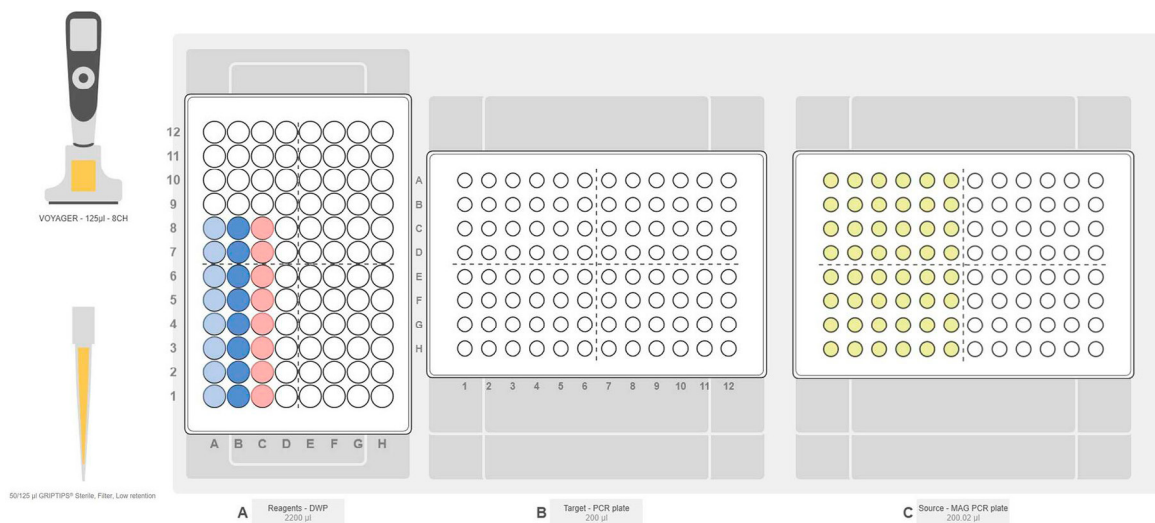 VOYAGER - 125µl - 8CH
50/125 µl GRIPTIPS® Sterile, Filter, Low retention
12
11
10
9
8
7
6
5
4
3
2
1
A B C D E F G H
A
B
C
D
E
F
G
H
1 2 3 4 5 6 7 8 9 10 11 12
A Reagents - DWP
2200 µl
B Target - PCR plate
200 µl
C Source - MAG PCR plate
200.02 µl